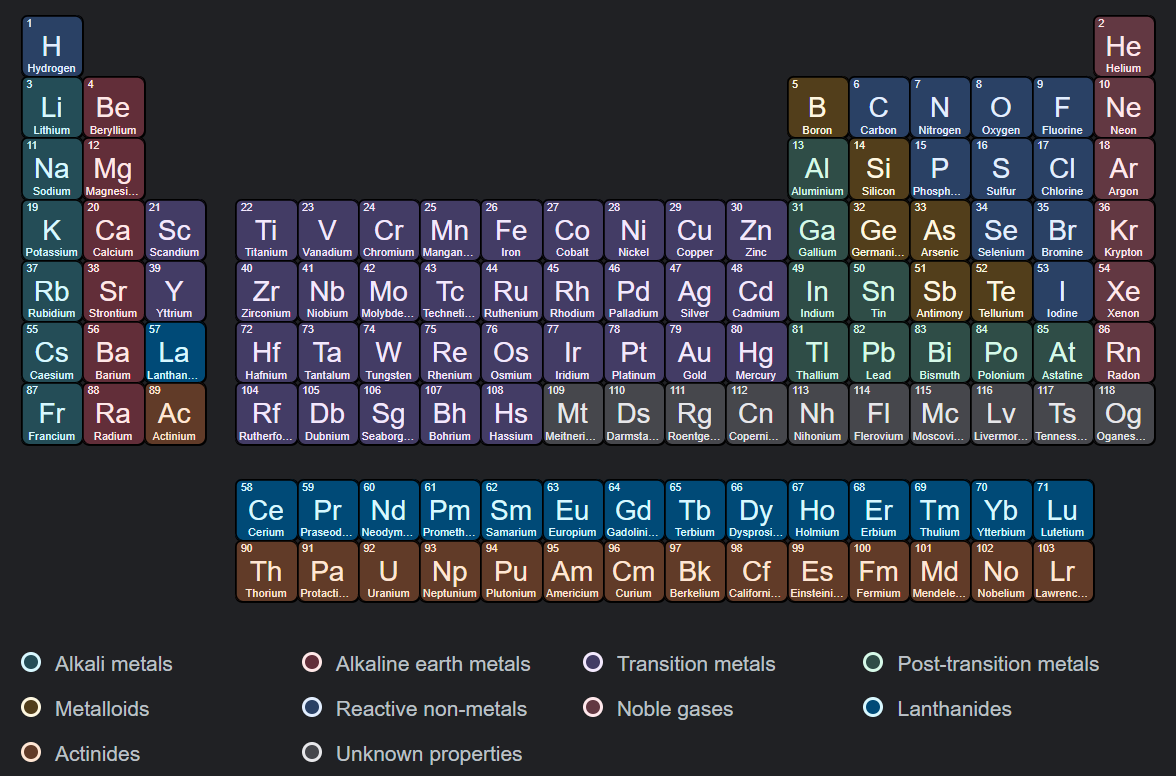 1 2
H He
Hydrogen Helium
3 4 5 6 7 8 9 10
Li Be B C N O F Ne
Lithium Beryllium Boron Carbon Nitrogen Oxygen Fluorine Neon
11 12 13 14 15 16 17 18
Na Mg Al Si P S Cl Ar
Sodium Magnesi... Aluminium Silicon Phosph... Sulfur Chlorine Argon
19 20 21 22 23 24 25 26 27 28 29 30 31 32 33 34 35 36
K Ca Sc Ti V Cr Mn Fe Co Ni Cu Zn Ga Ge As Se Br Kr
Potassium Calcium Scandium Titanium Vanadium Chromium Mangan... Iron Cobalt Nickel Copper Zinc Gallium Germani... Arsenic Selenium Bromine Krypton
37 38 39 40 41 42 43 44 45 46 47 48 49 50 51 52 53 54
Rb Sr Y Zr Nb Mo Tc Ru Rh Pd Ag Cd In Sn Sb Te I Xe
Rubidium Strontium Yttrium Zirconium Niobium Molybde... Techneti... Ruthenium Rhodium Palladium Silver Cadmium Indium Tin Antimony Tellurium Iodine Xenon
55 56 57 72 73 74 75 76 77 78 79 80 81 82 83 84 85 86
Cs Ba La Hf Ta W Re Os Ir Pt Au Hg Tl Pb Bi Po At Rn
Caesium Barium Lanthan... Hafnium Tantalum Tungsten Rhenium Osmium Iridium Platinum Gold Mercury Thallium Lead Bismuth Polonium Astatine Radon
87 88 89 104 105 106 107 108 109 110 111 112 113 114 115 116 117 118
Fr Ra Ac Rf Db Sg Bh Hs Mt Ds Rg Cn Nh Fl Mc Lv Ts Og
Francium Radium Actinium Rutherfo... Dubnium Seaborg... Bohrium Hassium Meitneri... Darmsta... Roentge... Coperni... Nihonium Flerovium Moscovi... Livermor... Tenness... Oganes...
58 59 60 61 62 63 64 65 66 67 68 69 70 71
Ce Pr Nd Pm Sm Eu Gd Tb Dy Ho Er Tm Yb Lu
Cerium Praseod... Neodym... Prometh... Samarium Europium Gadolini... Terbium Dysprosi... Holmium Erbium Thulium Ytterbium Lutetium
90 91 92 93 94 95 96 97 98 99 100 101 102 103
Th Pa U Np Pu Am Cm Bk Cf Es Fm Md No Lr
Thorium Protacti... Uranium Neptunium Plutonium Americium Curium Berkelium Californi... Einsteini... Fermium Mendele... Nobelium Lawrenc...
Alkali metals Alkaline earth metals Transition metals Post-transition metals
Metalloids Reactive non-metals Noble gases Lanthanides
Actinides Unknown properties